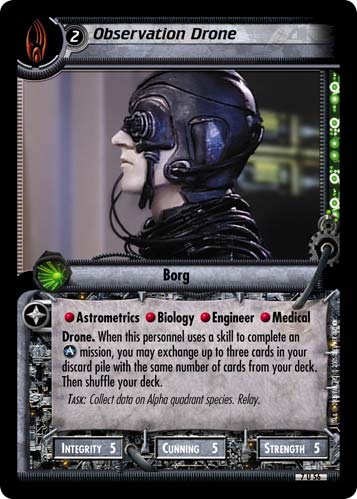 2 Observation Drone
Borg
Astrometrics Biology Engineer Medical
Drone. When this personnel uses a skill to complete an
A mission, you may exchange up to three cards in your
discard pile with the same number of cards from your deck.
Then shuffle your deck.
TASK: Collect data on Alpha quadrant species. Relay.
INTEGRITY 5 CUNNING 5 STRENGTH 5
7 U 56